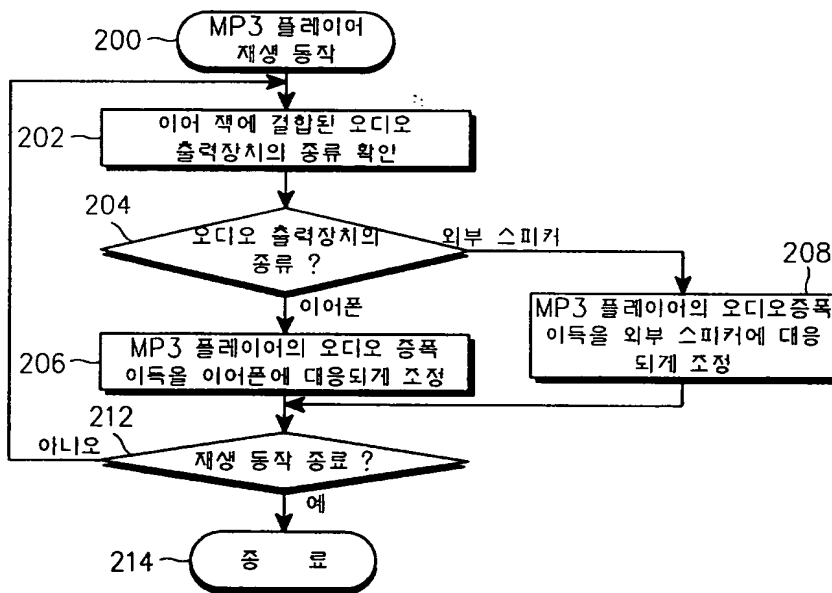 200
MP3 플레이어
재생 동작
202
이어 잭에 결합된 오디오
출력장치의 종류 확인
204
오디오 출력장치의
종류 ?
외부 스피커
이어폰
208
MP3 플레이어의 오디오증폭
이득을 외부 스피커에 대응
되게 조정
206
MP3 플레이어의 오디오 증폭
이득을 이어폰에 대응되게 조정
212
아니오
재생 동작 종료 ?
예
214
종 료